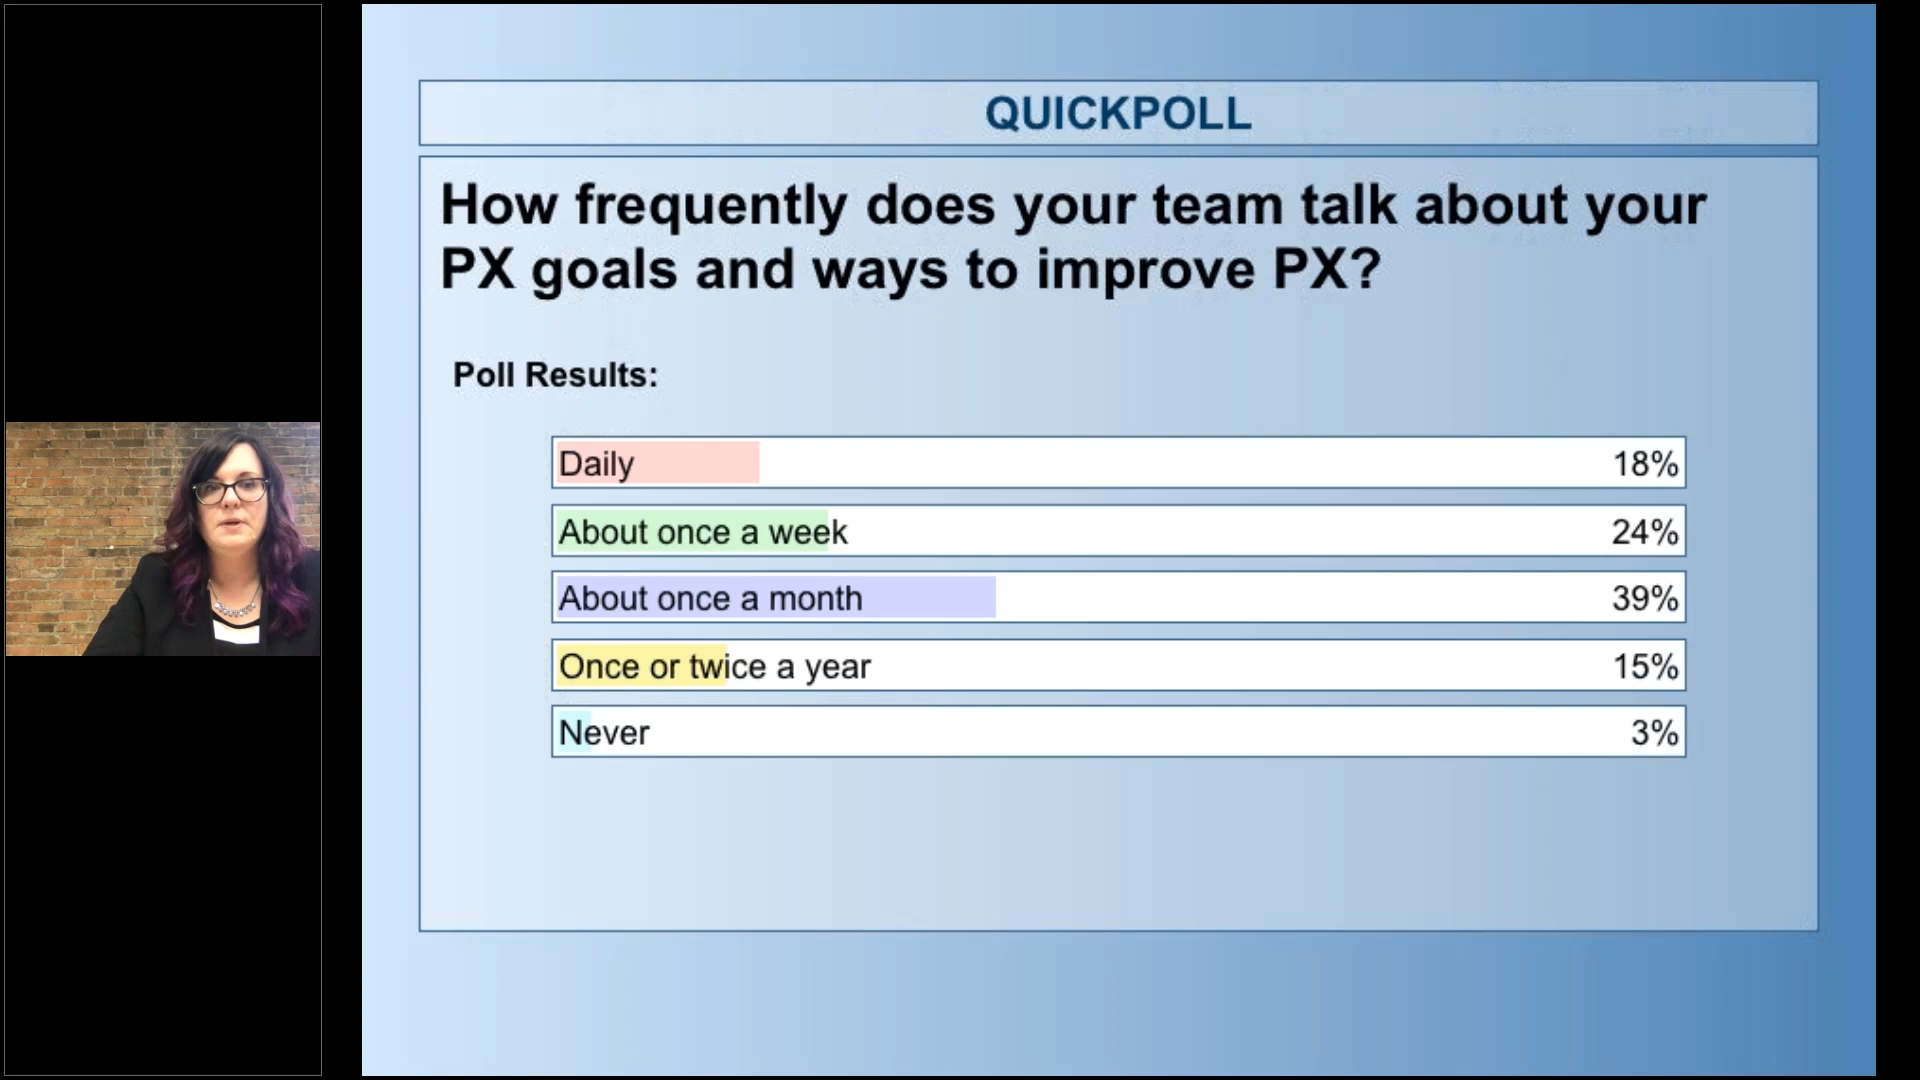 QUICKPOLL
How frequently does your team talk about your
PX goals and ways to improve PX?
Poll Results:
Daily 18%
About once a week 24%
About once a month 39%
Once or twice a year 15%
Never 3%